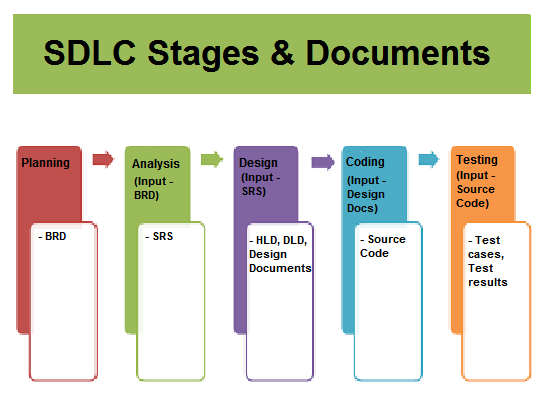 SDLC Stages & Documents
Planning
- BRD
Analysis
(Input -
BRD)
- SRS
Design
(Input -
SRS)
- HLD, DLD,
Design
Documents
Coding
(Input -
Design
Docs)
- Source
Code
Testing
(Input -
Source
Code)
- Test
cases,
Test
results